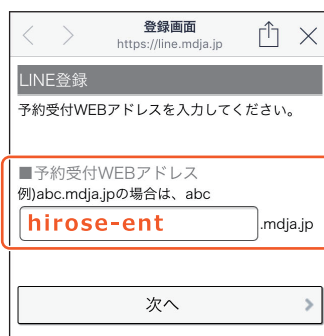 登録画面
https://line.mdja.jp
LINE登録
予約受付WEBアドレスを入力してください。
■予約受付WEBアドレス
例)abc.mdja.jpの場合は、abc
hirose-ent .mdja.jp
次へ